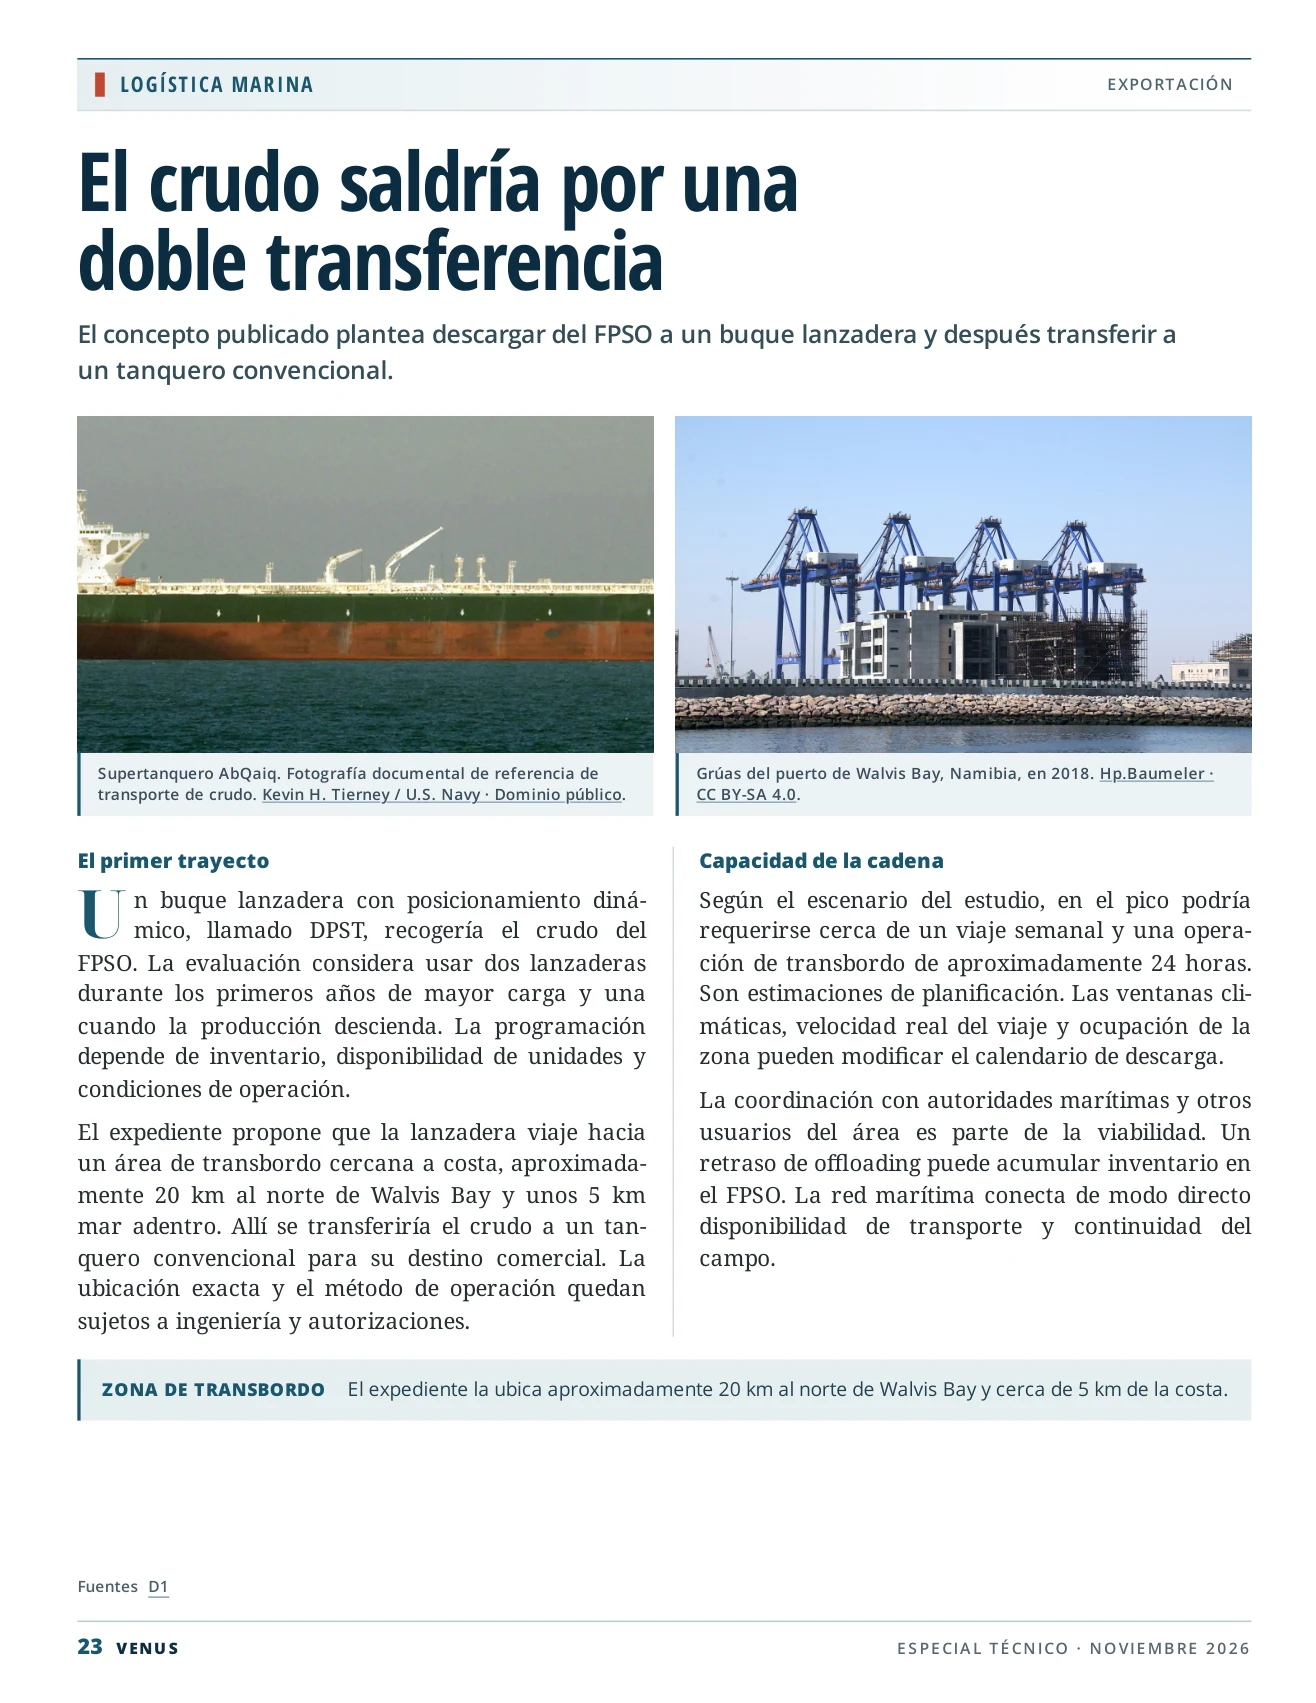 LOGÍSTICA MARINA
EXPORTACIÓN
El crudo saldría por una
doble transferencia
El concepto publicado plantea descargar del FPSO a un buque lanzadera y después transferir a
un tanquero convencional.
Supertanquero AbQaiq. Fotografía documental de referencia de
transporte de crudo. Kevin H. Tierney / U.S. Navy · Dominio público.
Grúas del puerto de Walvis Bay, Namibia, en 2018. Hp.Baumeler ·
CC BY-SA 4.0.
El primer trayecto
Un buque lanzadera con posicionamiento diná-
mico, llamado DPST, recogería el crudo del
FPSO. La evaluación considera usar dos lanzaderas
durante los primeros años de mayor carga y una
cuando la producción descienda. La programación
depende de inventario, disponibilidad de unidades y
condiciones de operación.
El expediente propone que la lanzadera viaje hacia
un área de transbordo cercana a costa, aproximada-
mente 20 km al norte de Walvis Bay y unos 5 km
mar adentro. Allí se transferiría el crudo a un tan-
quero convencional para su destino comercial. La
ubicación exacta y el método de operación quedan
sujetos a ingeniería y autorizaciones.
Capacidad de la cadena
Según el escenario del estudio, en el pico podría
requerirse cerca de un viaje semanal y una opera-
ción de transbordo de aproximadamente 24 horas.
Son estimaciones de planificación. Las ventanas cli-
máticas, velocidad real del viaje y ocupación de la
zona pueden modificar el calendario de descarga.
La coordinación con autoridades marítimas y otros
usuarios del área es parte de la viabilidad. Un
retraso de offloading puede acumular inventario en
el FPSO. La red marítima conecta de modo directo
disponibilidad de transporte y continuidad del
campo.
ZONA DE TRANSBORDO El expediente la ubica aproximadamente 20 km al norte de Walvis Bay y cerca de 5 km de la costa.
Fuentes D1
23 VENUS
ESPECIAL TÉCNICO · NOVIEMBRE 2026